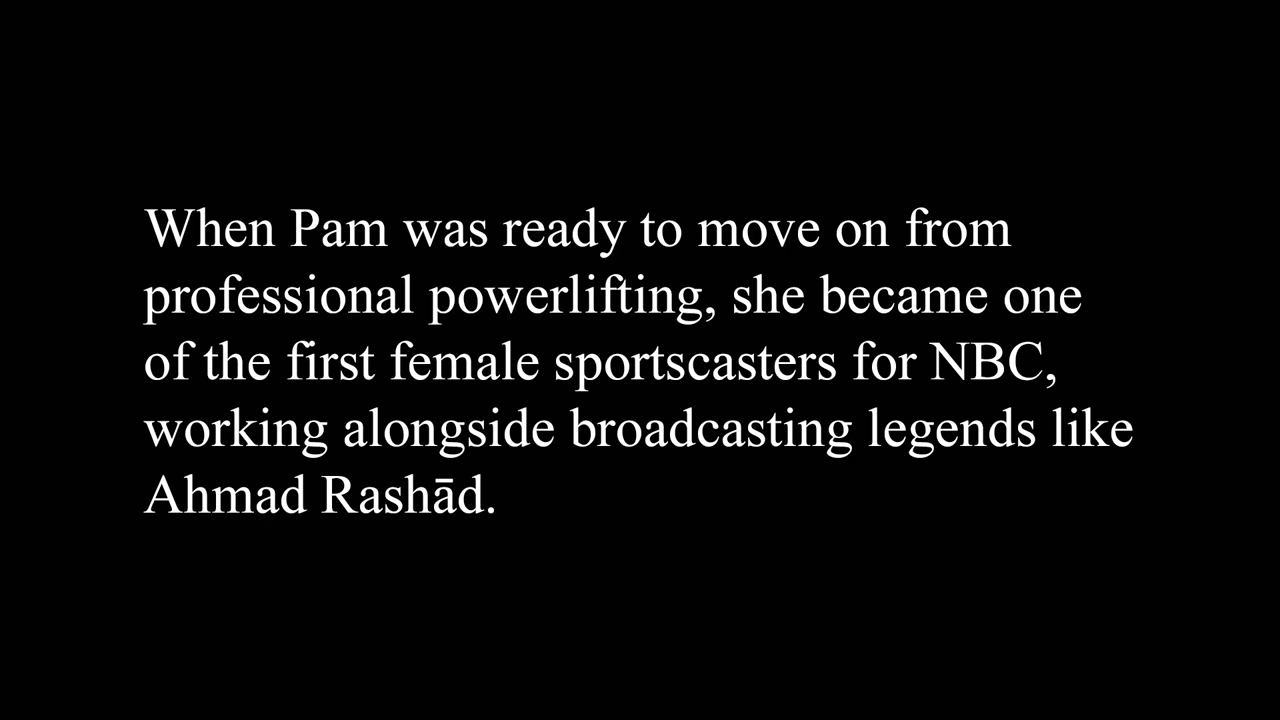 When Pam was ready to move on from
professional powerlifting, she became one
of the first female sportscasters for NBC,
working alongside broadcasting legends like
Ahmad Rashād.